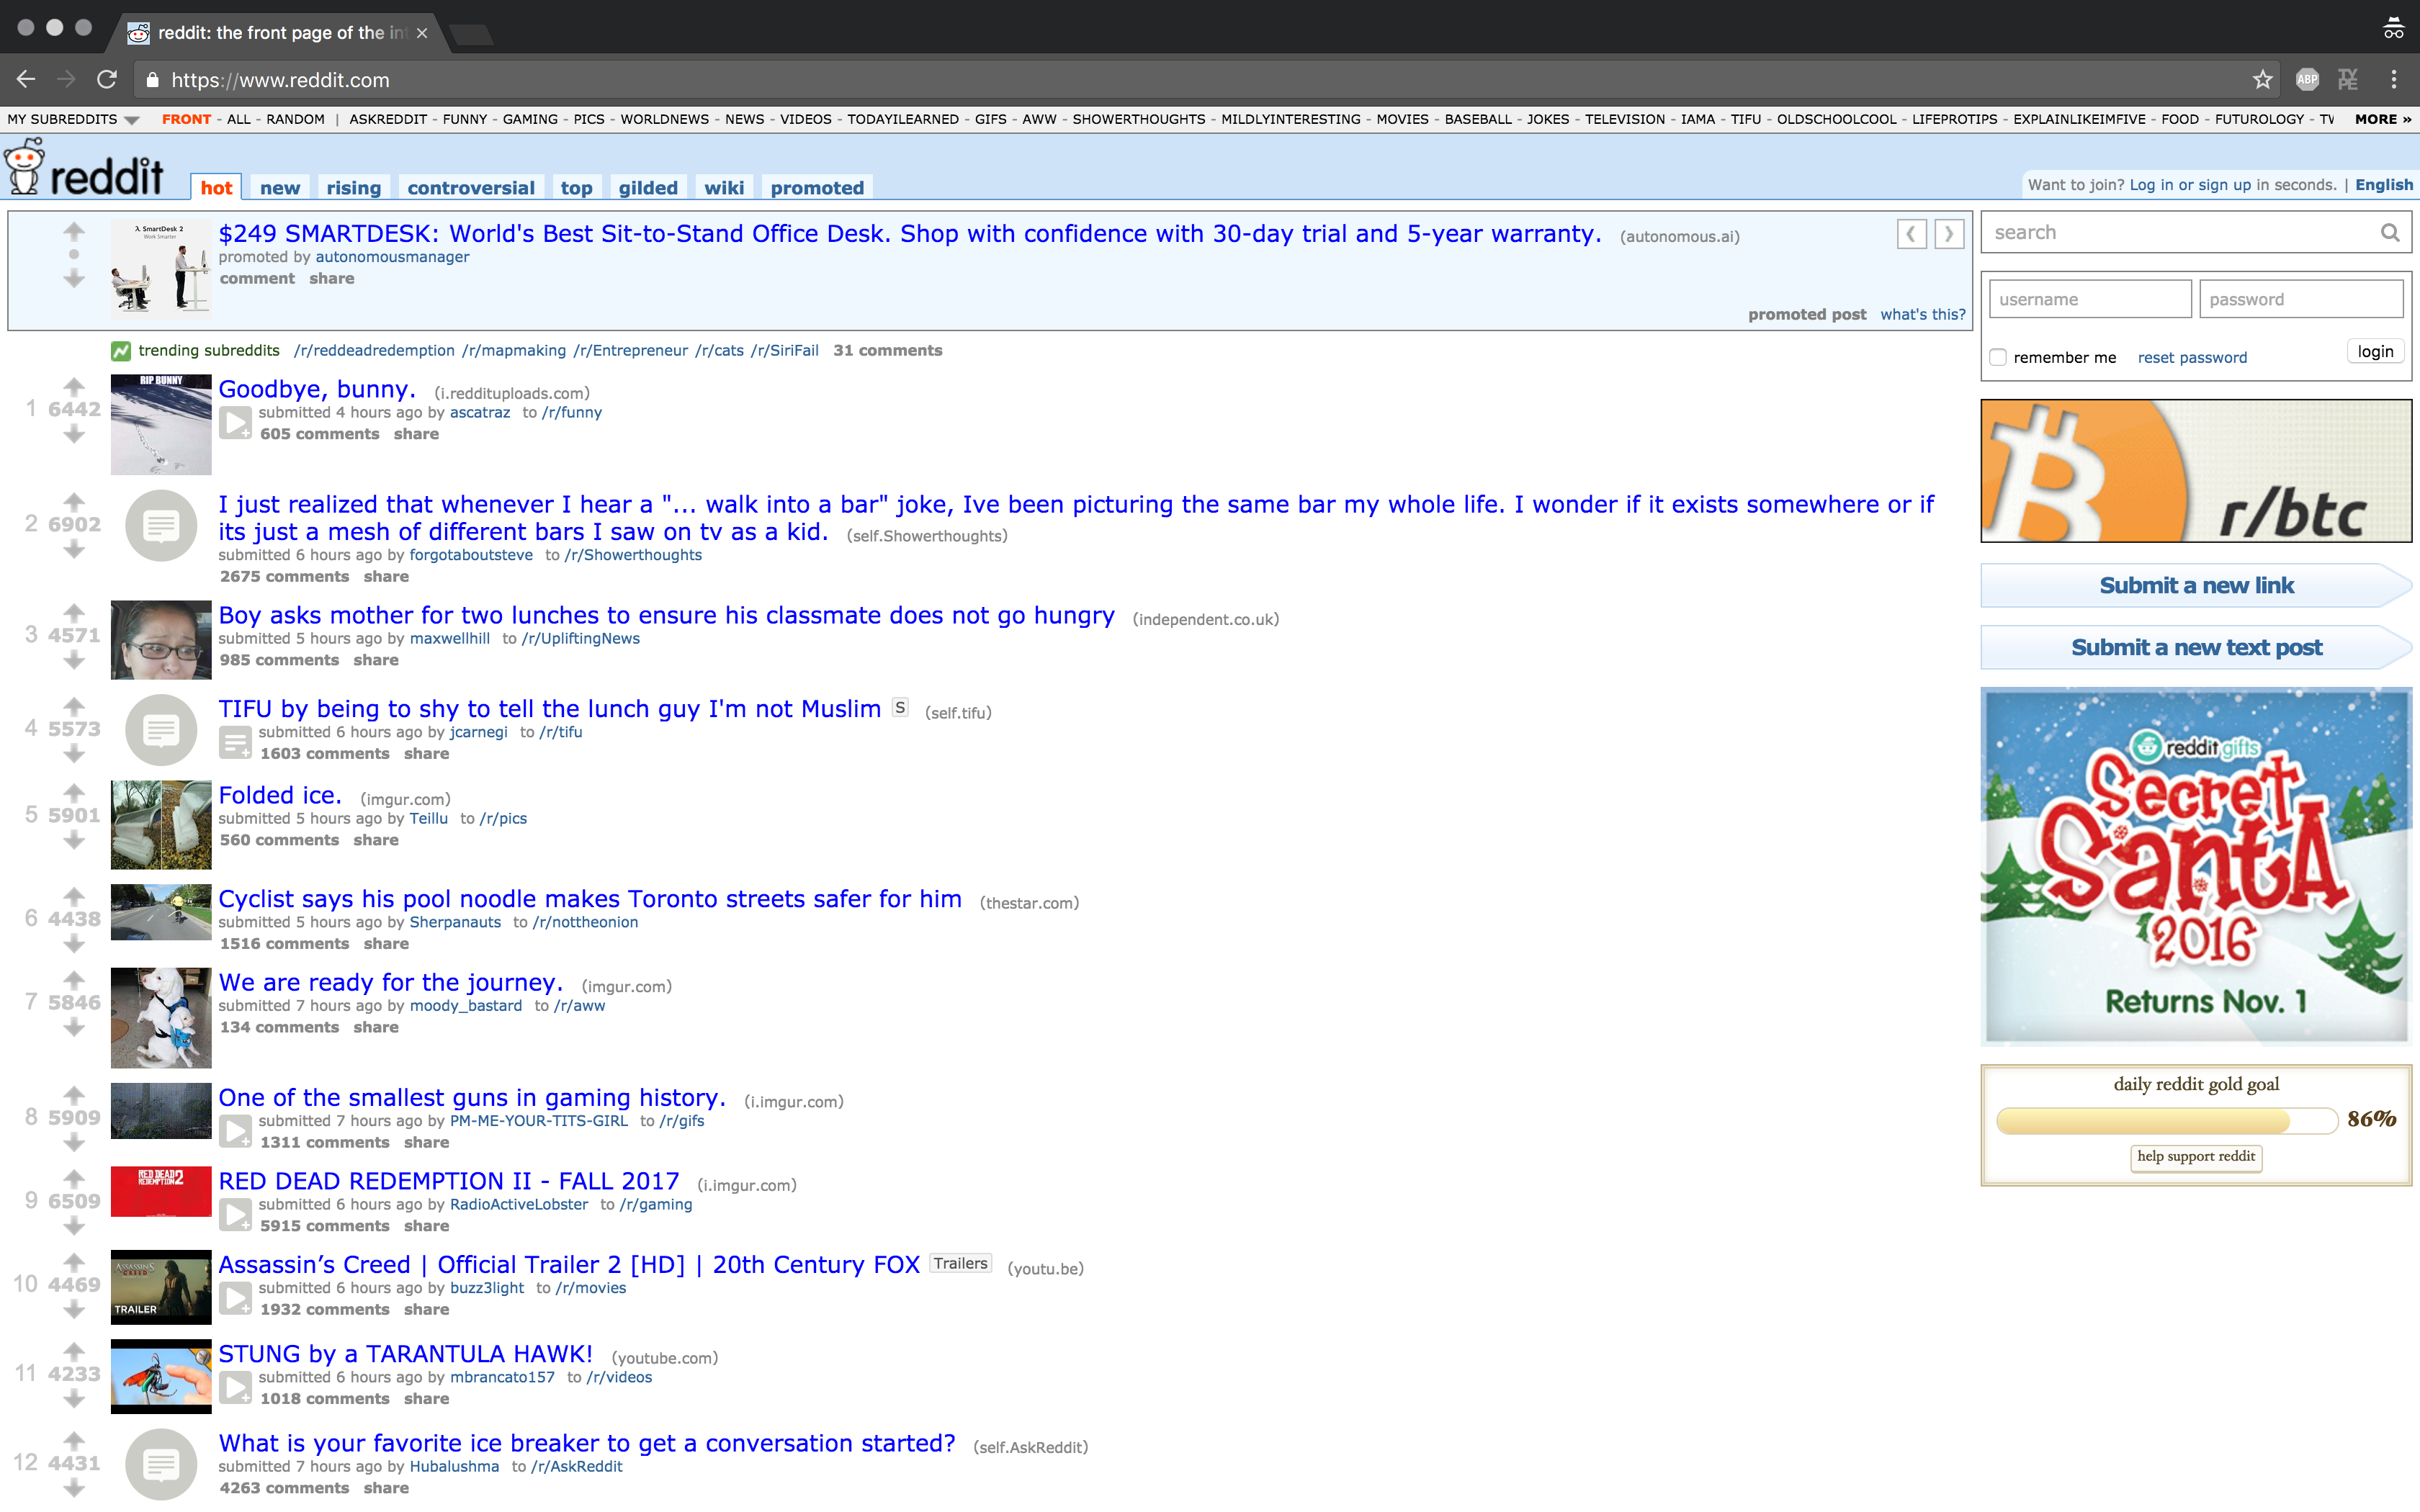 reddit: the front page of the in
https://www.reddit.com
ABP
TYPE
MY SUBREDDITS FRONT - ALL - RANDOM | ASKREDDIT - FUNNY - GAMING - PICS - WORLDNEWS - NEWS - VIDEOS - TODAYILEARNED - GIFS - AWW - SHOWERTHOUGHTS - MILDLYINTERESTING - MOVIES - BASEBALL - JOKES - TELEVISION - IAMA - TIFU - OLDSCHOOLCOOL - LIFEPROTIPS - EXPLAINLIKEIMFIVE - FOOD - FUTUROLOGY - TV MORE »
reddit hot new rising controversial top gilded wiki promoted
Want to join? Log in or sign up in seconds. | English
SmartDesk 2
Work Smarter
$249 SMARTDESK: World's Best Sit-to-Stand Office Desk. Shop with confidence with 30-day trial and 5-year warranty. (autonomous.ai)
promoted by autonomousmanager
comment share
promoted post what's this?
trending subreddits /r/reddeadredemption /r/mapmaking /r/Entrepreneur /r/cats /r/SiriFail 31 comments
1 6442
RIP BUNNY
Goodbye, bunny. (i.reddituploads.com)
submitted 4 hours ago by ascatraz to /r/funny
605 comments share
2 6902
I just realized that whenever I hear a "... walk into a bar" joke, Ive been picturing the same bar my whole life. I wonder if it exists somewhere or if
its just a mesh of different bars I saw on tv as a kid. (self.Showerthoughts)
submitted 6 hours ago by forgotaboutsteve to /r/Showerthoughts
2675 comments share
3 4571
Boy asks mother for two lunches to ensure his classmate does not go hungry (independent.co.uk)
submitted 5 hours ago by maxwellhill to /r/UpliftingNews
985 comments share
4 5573
TIFU by being to shy to tell the lunch guy I'm not Muslim S (self.tifu)
submitted 6 hours ago by jcarnegi to /r/tifu
1603 comments share
5 5901
Folded ice. (imgur.com)
submitted 5 hours ago by Teillu to /r/pics
560 comments share
6 4438
Cyclist says his pool noodle makes Toronto streets safer for him (thestar.com)
submitted 5 hours ago by Sherpanauts to /r/nottheonion
1516 comments share
7 5846
We are ready for the journey. (imgur.com)
submitted 7 hours ago by moody_bastard to /r/aww
134 comments share
8 5909
One of the smallest guns in gaming history. (i.imgur.com)
submitted 7 hours ago by PM-ME-YOUR-TITS-GIRL to /r/gifs
1311 comments share
9 6509
RED DEAD
REDEMPTION 2
RED DEAD REDEMPTION II - FALL 2017 (i.imgur.com)
submitted 6 hours ago by RadioActiveLobster to /r/gaming
5915 comments share
10 4469
ASSASSIN'S
CREED
TRAILER
Assassin’s Creed | Official Trailer 2 [HD] | 20th Century FOX Trailers (youtu.be)
submitted 6 hours ago by buzz3light to /r/movies
1932 comments share
11 4233
STUNG by a TARANTULA HAWK! (youtube.com)
submitted 6 hours ago by mbrancato157 to /r/videos
1018 comments share
12 4431
What is your favorite ice breaker to get a conversation started? (self.AskReddit)
submitted 7 hours ago by Hubalushma to /r/AskReddit
4263 comments share
search
username password
remember me reset password login
r/btc
Submit a new link
Submit a new text post
reddit gifts
Secret
Santa
2016
Returns Nov. 1
daily reddit gold goal
86%
help support reddit